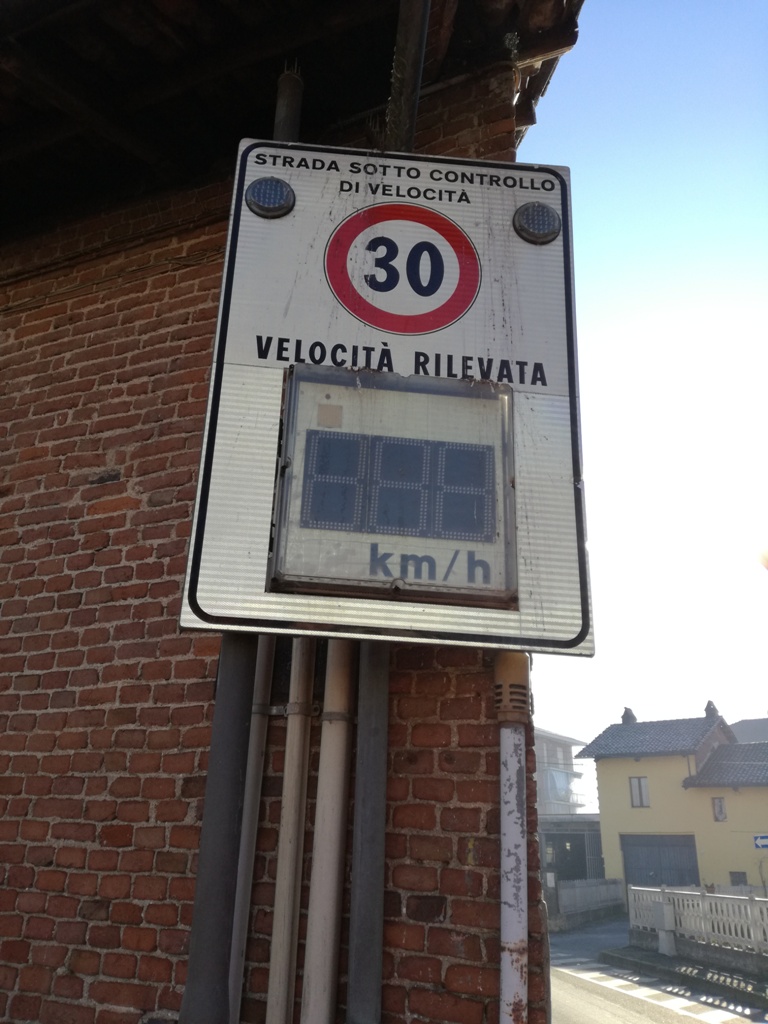 STRADA SOTTO CONTROLLO
DI VELOCITÀ
30
VELOCITÀ RILEVATA
km/h